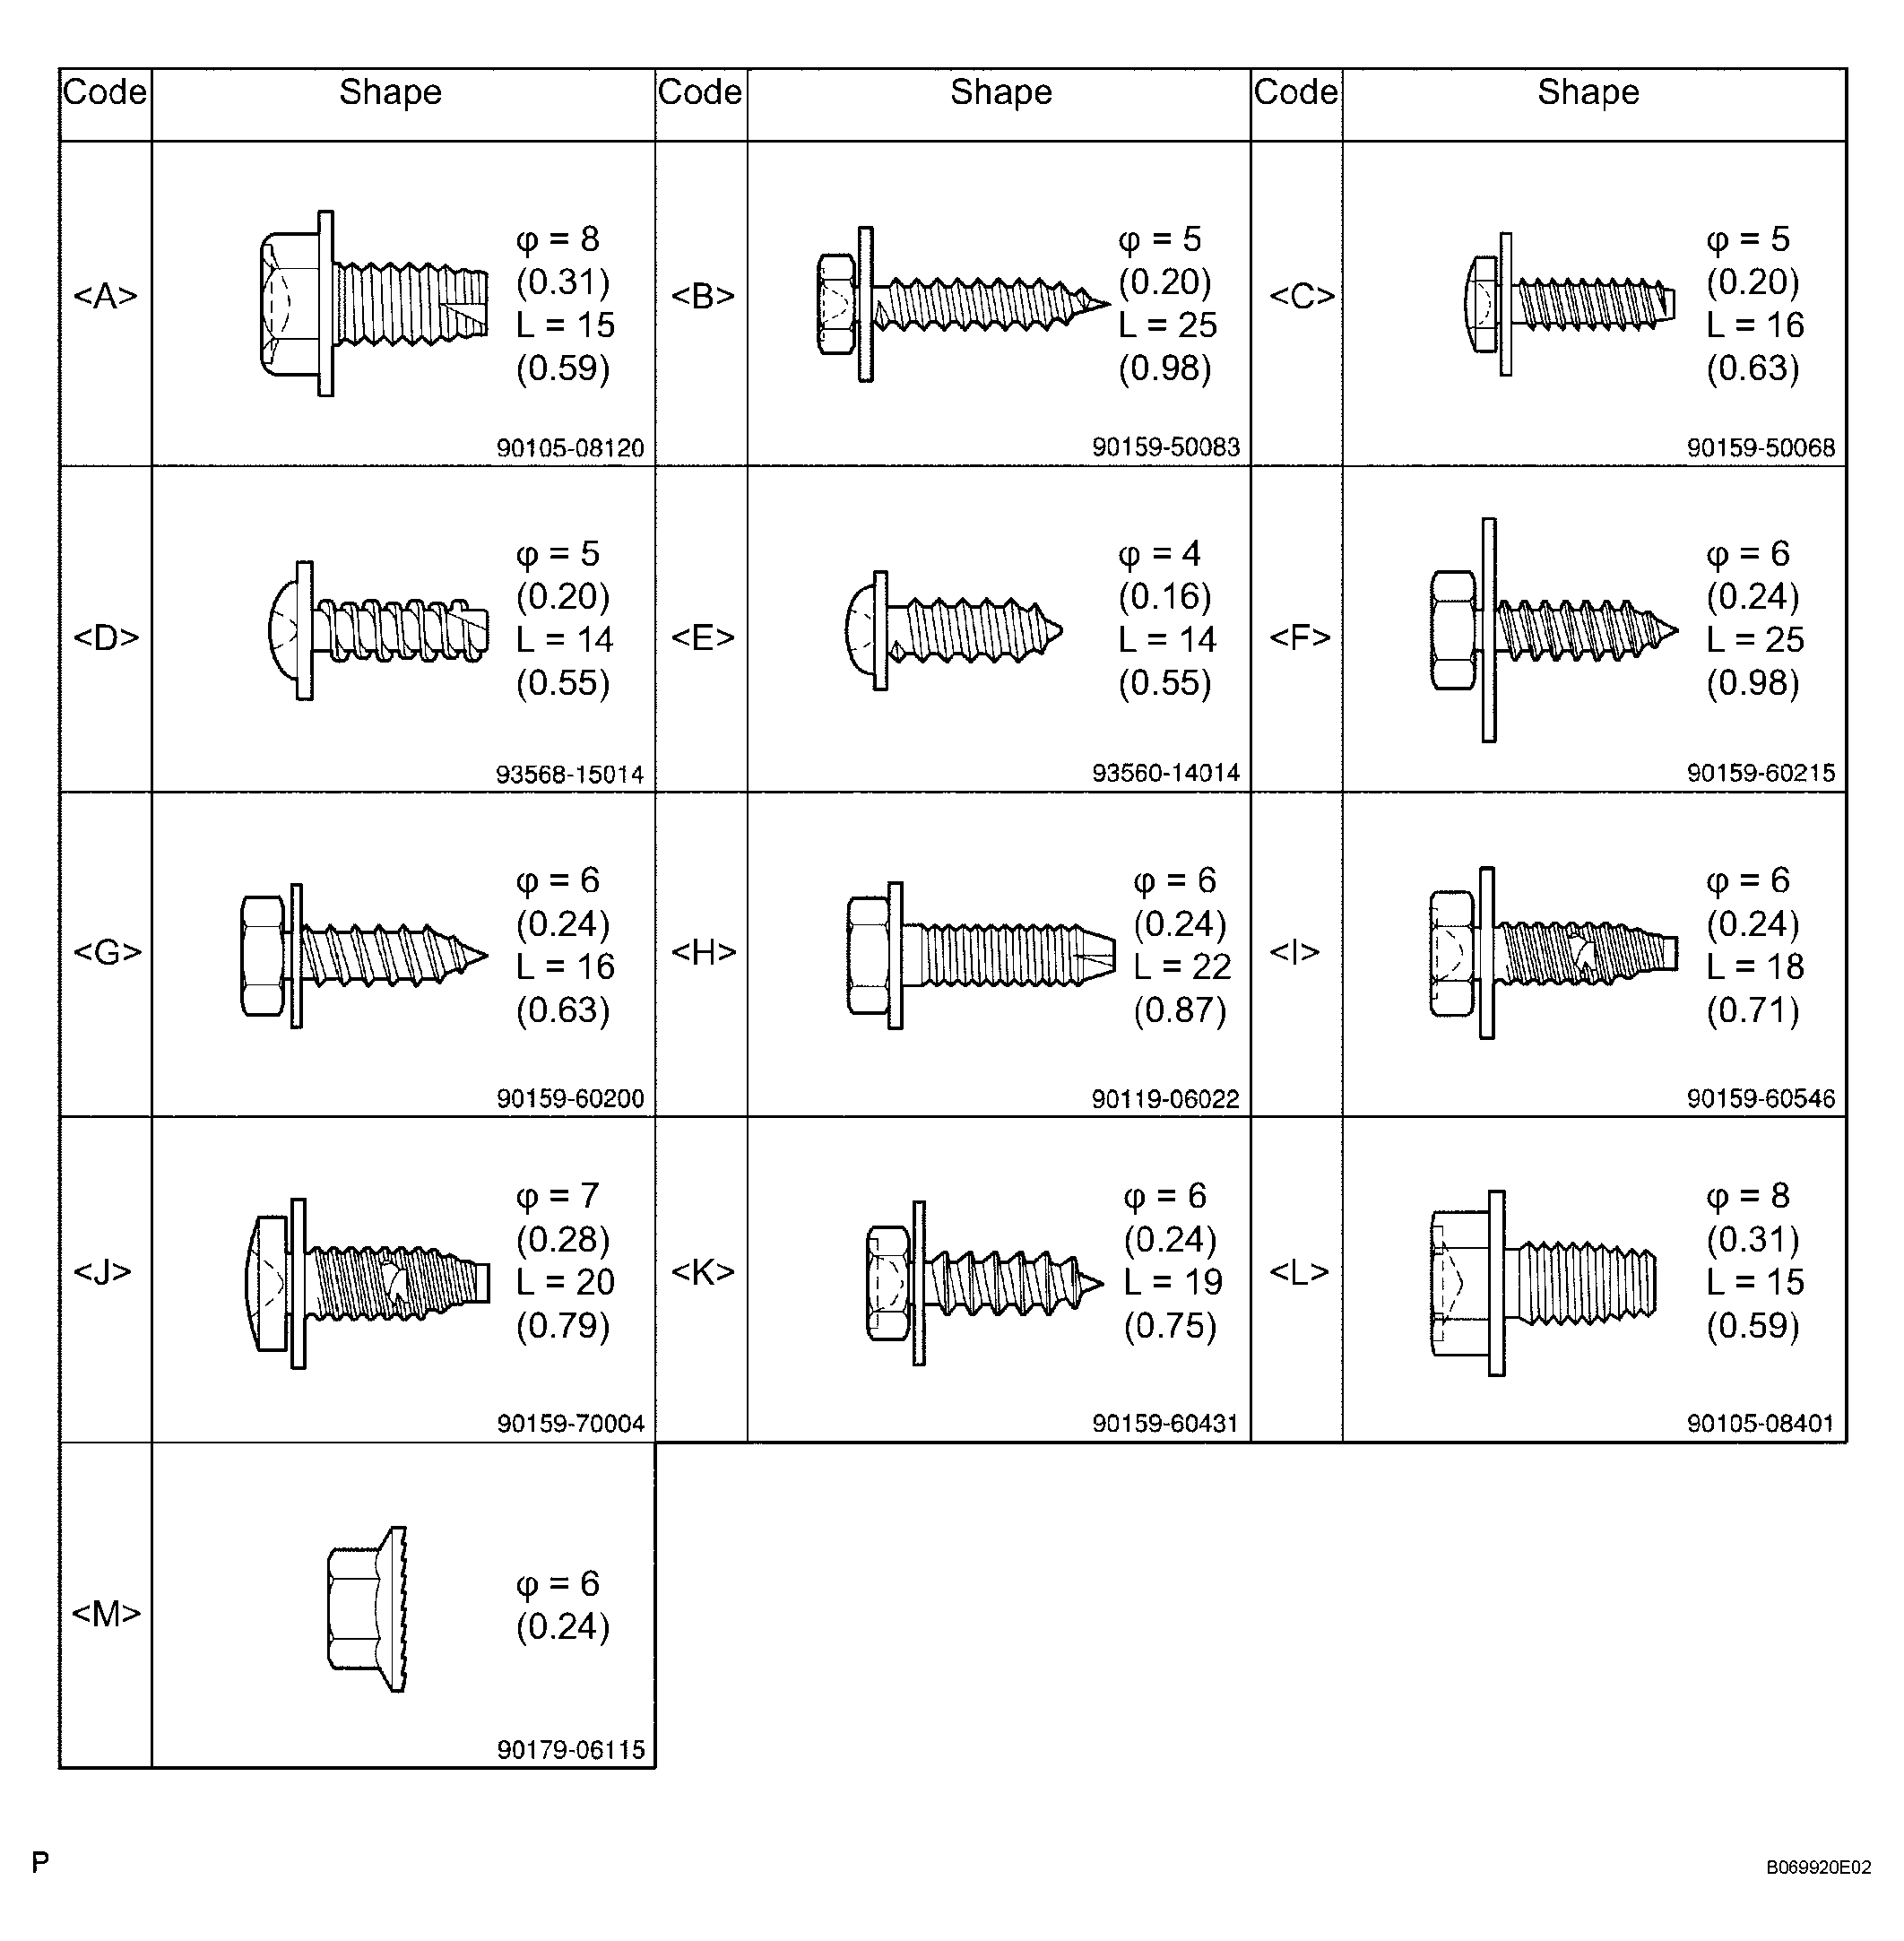 Code Shape Code Shape Code Shape
<A>
φ = 8
(0.31)
L = 15
(0.59)
90105-08120
<B>
φ = 5
(0.20)
L = 25
(0.98)
90159-50083
<C>
φ = 5
(0.20)
L = 16
(0.63)
90159-50068
<D>
φ = 5
(0.20)
L = 14
(0.55)
93568-15014
<E>
φ = 4
(0.16)
L = 14
(0.55)
93560-14014
<F>
φ = 6
(0.24)
L = 25
(0.98)
90159-60215
<G>
φ = 6
(0.24)
L = 16
(0.63)
90159-60200
<H>
φ = 6
(0.24)
L = 22
(0.87)
90119-06022
<I>
φ = 6
(0.24)
L = 18
(0.71)
90159-60546
<J>
φ = 7
(0.28)
L = 20
(0.79)
90159-70004
<K>
φ = 6
(0.24)
L = 19
(0.75)
90159-60431
<L>
φ = 8
(0.31)
L = 15
(0.59)
90105-08401
<M>
φ = 6
(0.24)
90179-06115
P
B069920E02